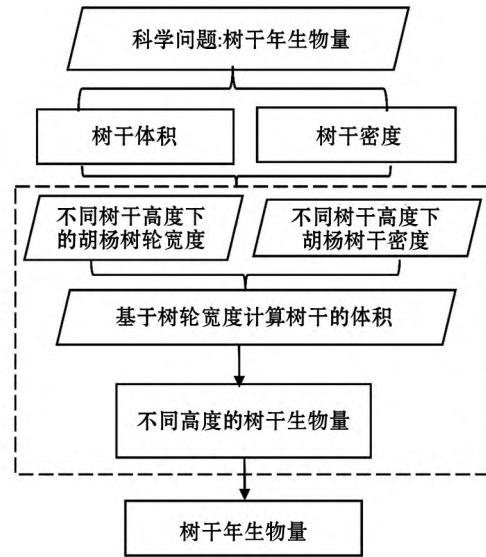 科学问题:树干年生物量
树干体积
树干密度
不同树干高度下
的胡杨树轮宽度
不同树干高度下
胡杨树干密度
基于树轮宽度计算树干的体积
不同高度的树干生物量
树干年生物量